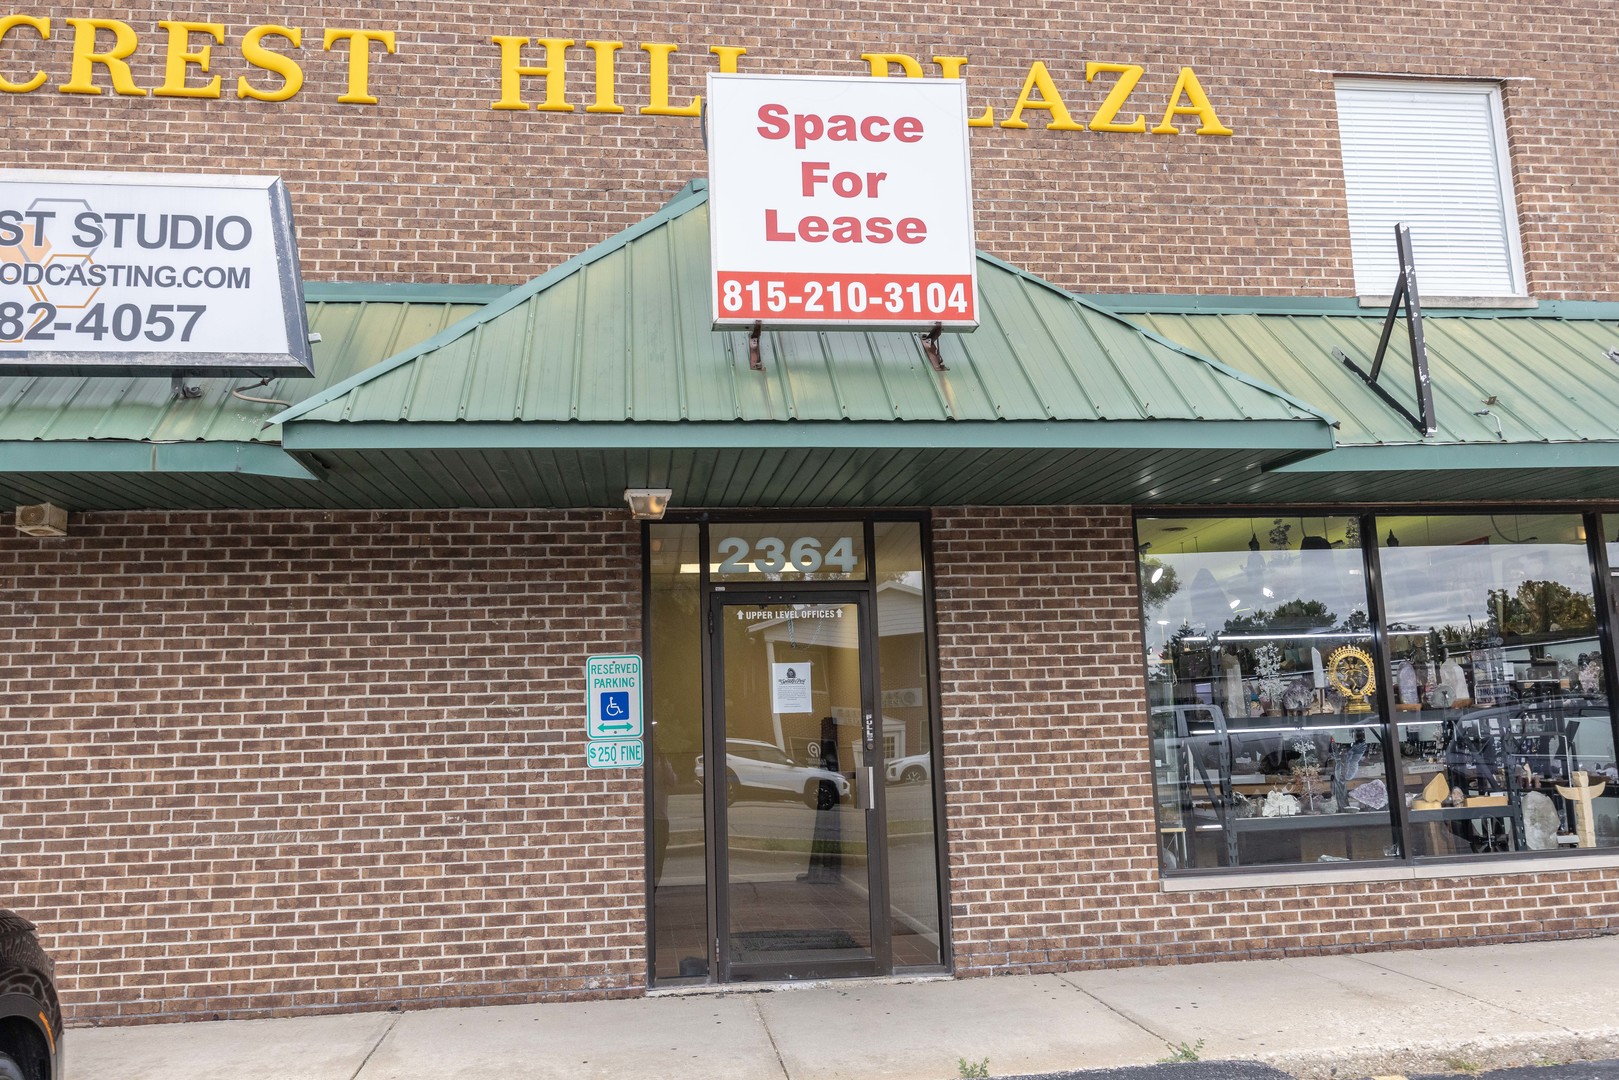 CREST HILL PLAZA
Space
For
Lease
815-210-3104
ST STUDIO
ODCASTING.COM
82-4057
2364
UPPER LEVEL OFFICES
RESERVED
PARKING
$250 FINE
PULL